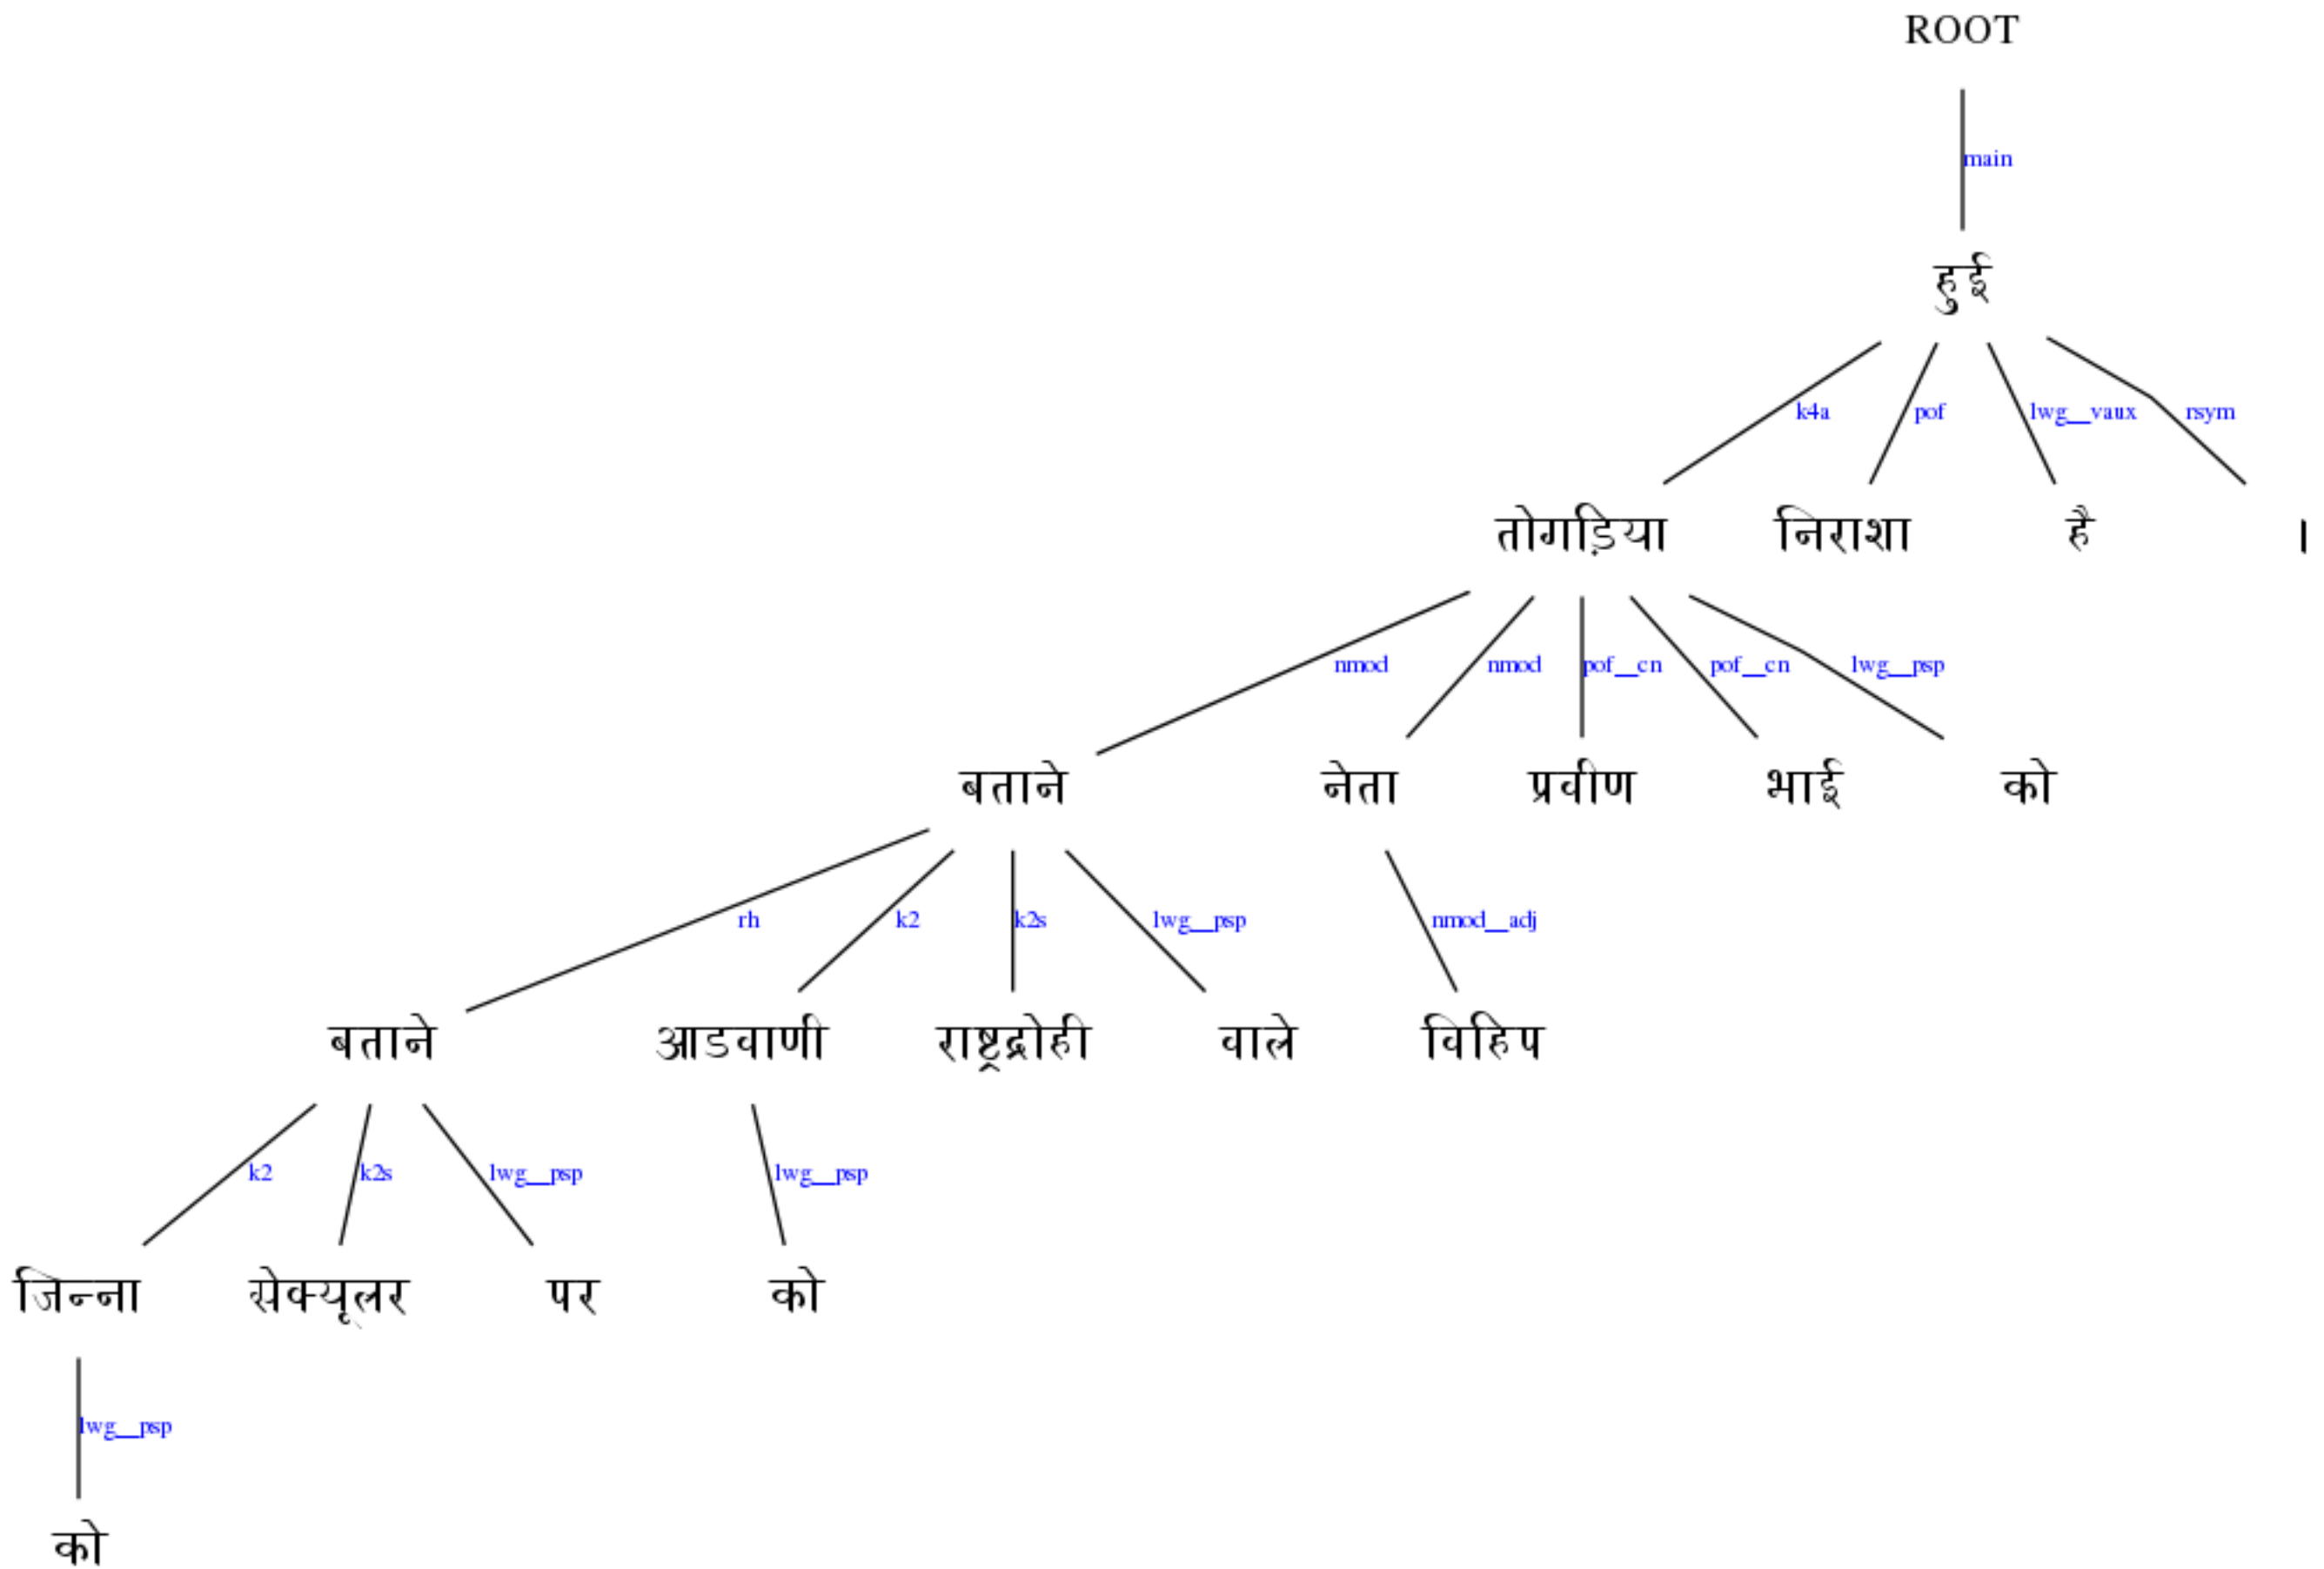 ROOT
main
हुई
k4a pof lwg__vaux rsym
तोगड़िया निराशा है ।
nmod nmod pof__cn pof__cn lwg__psp
बताने नेता प्रवीण भाई को
rh k2 k2s lwg__psp nmod__adj
बताने आडवाणी राष्ट्रद्रोही वाले विहिप
k2 k2s lwg__psp lwg__psp
जिन्ना सेक्यूलर पर को
lwg__psp
को